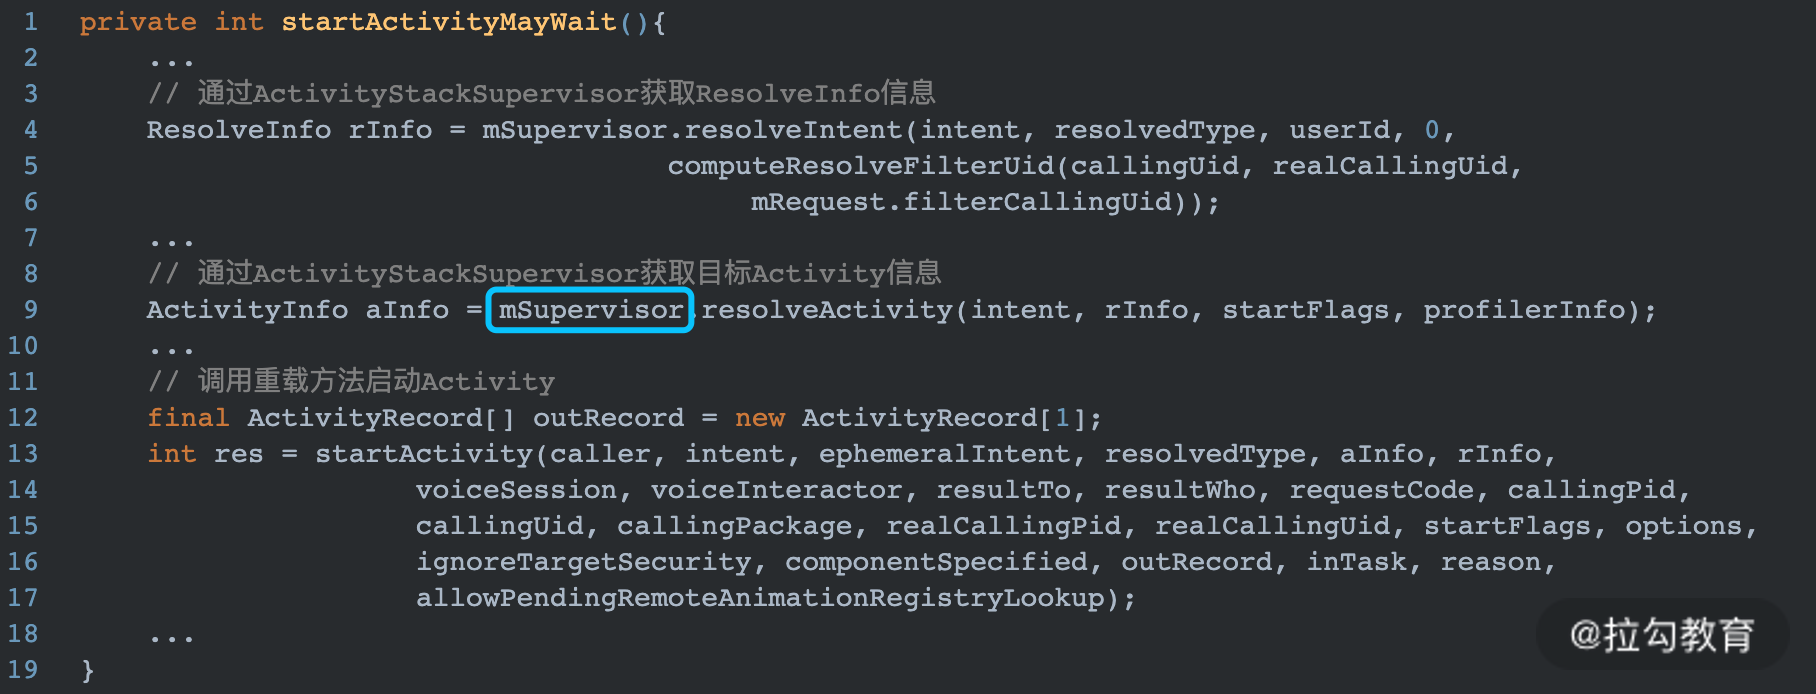 1 private int startActivityMayWait(){
2 ...
3 // 通过ActivityStackSupervisor获取ResolveInfo信息
4 ResolveInfo rInfo = mSupervisor.resolveIntent(intent, resolvedType, userId, 0,
5 computeResolveFilterUid(callingUid, realCallingUid,
6 mRequest.filterCallingUid));
7 ...
8 // 通过ActivityStackSupervisor获取目标Activity信息
9 ActivityInfo aInfo = mSupervisor.resolveActivity(intent, rInfo, startFlags, profilerInfo);
10 ...
11 // 调用重载方法启动Activity
12 final ActivityRecord[] outRecord = new ActivityRecord[1];
13 int res = startActivity(caller, intent, ephemeralIntent, resolvedType, aInfo, rInfo,
14 voiceSession, voiceInteractor, resultTo, resultWho, requestCode, callingPid,
15 callingUid, callingPackage, realCallingPid, realCallingUid, startFlags, options,
16 ignoreTargetSecurity, componentSpecified, outRecord, inTask, reason,
17 allowPendingRemoteAnimationRegistryLookup);
18 ...
19 }
@拉勾教育